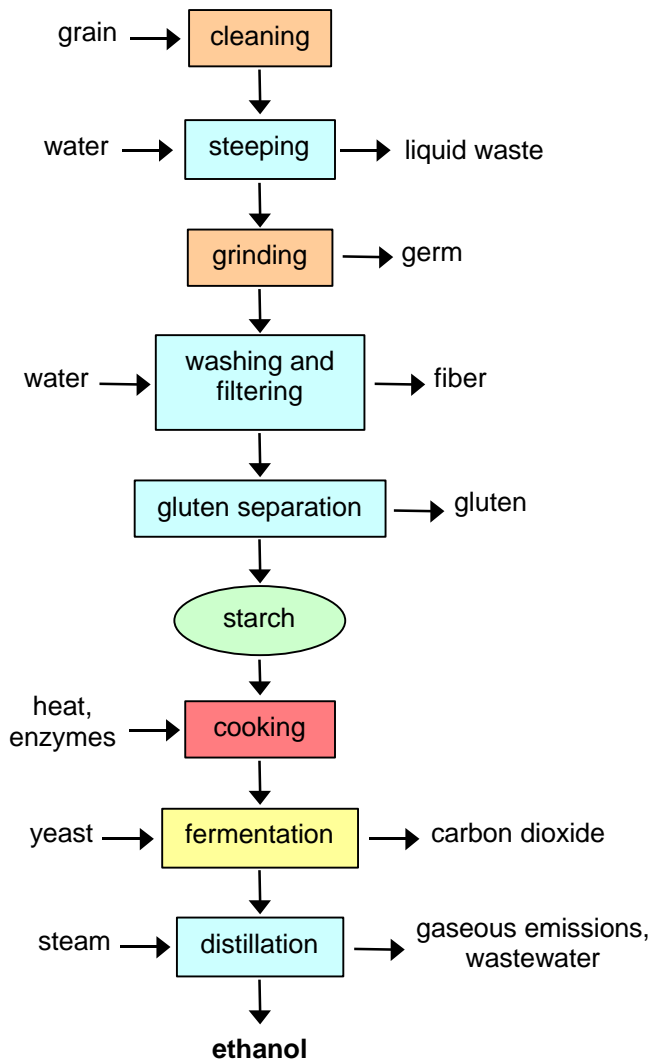 grain
cleaning
water
steeping
liquid waste
grinding
germ
water
washing and
filtering
fiber
gluten separation
gluten
starch
heat,
enzymes
cooking
yeast
fermentation
carbon dioxide
steam
distillation
gaseous emissions,
wastewater
ethanol